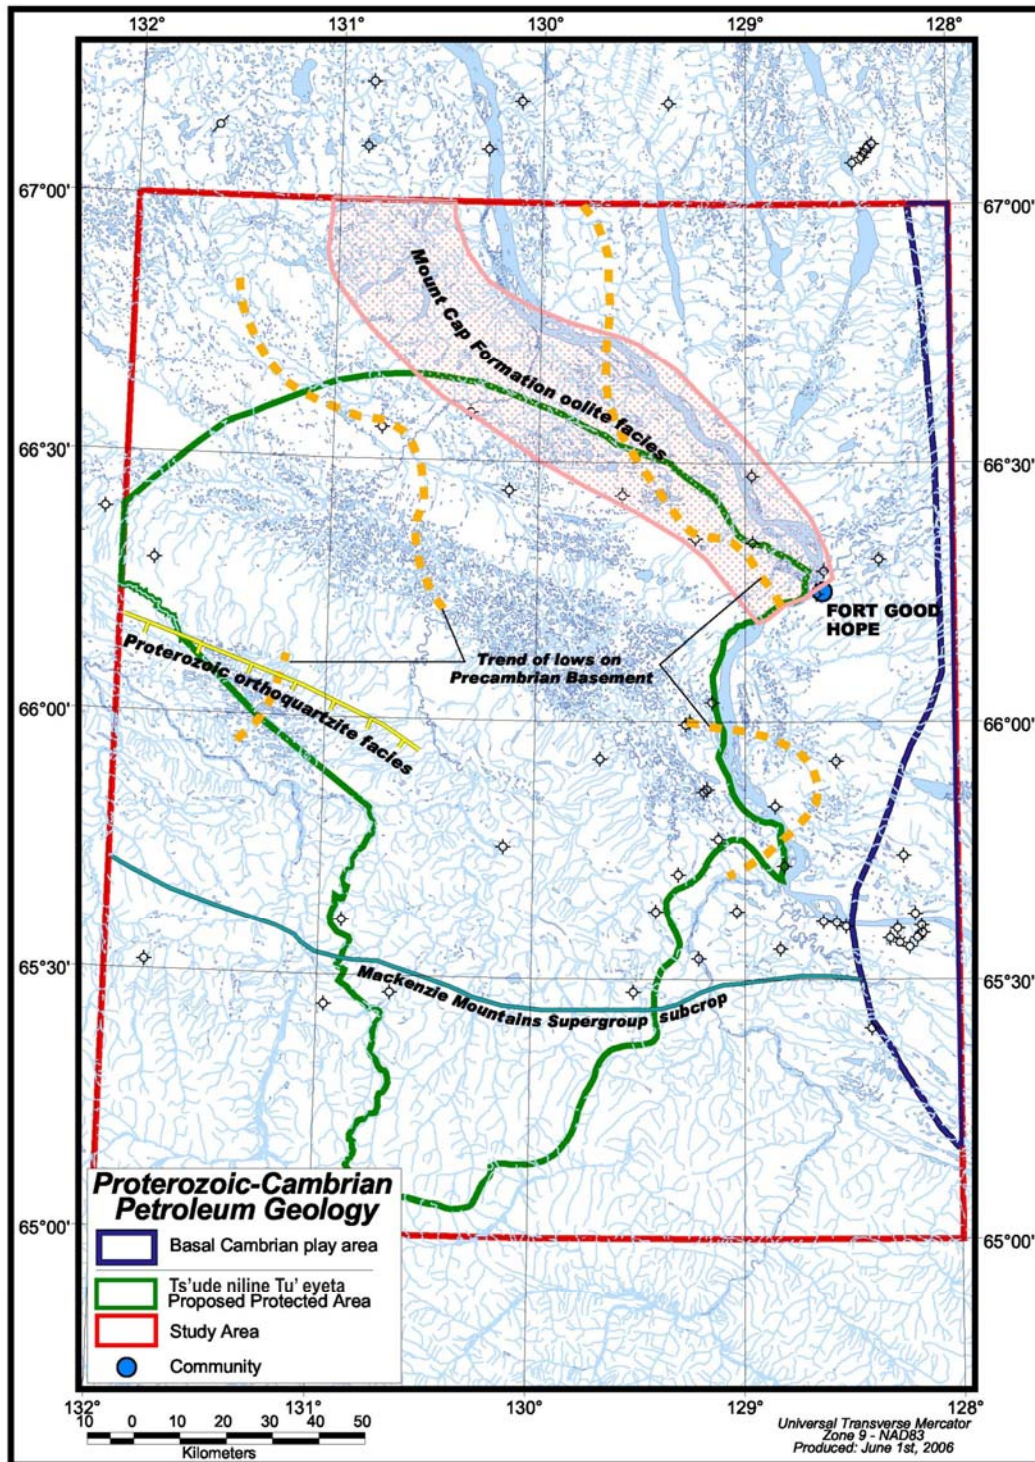 132°
131°
130°
129°
128°
67°00'
67°00'
Mount Cap Formation oolite facies
66°30'
66°30'
FORT GOOD
HOPE
Proterozoic orthoquartzite facies
Trend of lows on
Precambrian Basement
66°00'
66°00'
65°30'
65°30'
Mackenzie Mountains Supergroup subcrop
Proterozoic-Cambrian
Petroleum Geology
Basal Cambrian play area
Ts'ude niline Tu' eyeta
Proposed Protected Area
Study Area
Community
65°00'
65°00'
132°
131°
130°
129°
128°
10 0 10 20 30 40 50
Kilometers
Universal Transverse Mercator
Zone 9 - NAD83
Produced: June 1st, 2006